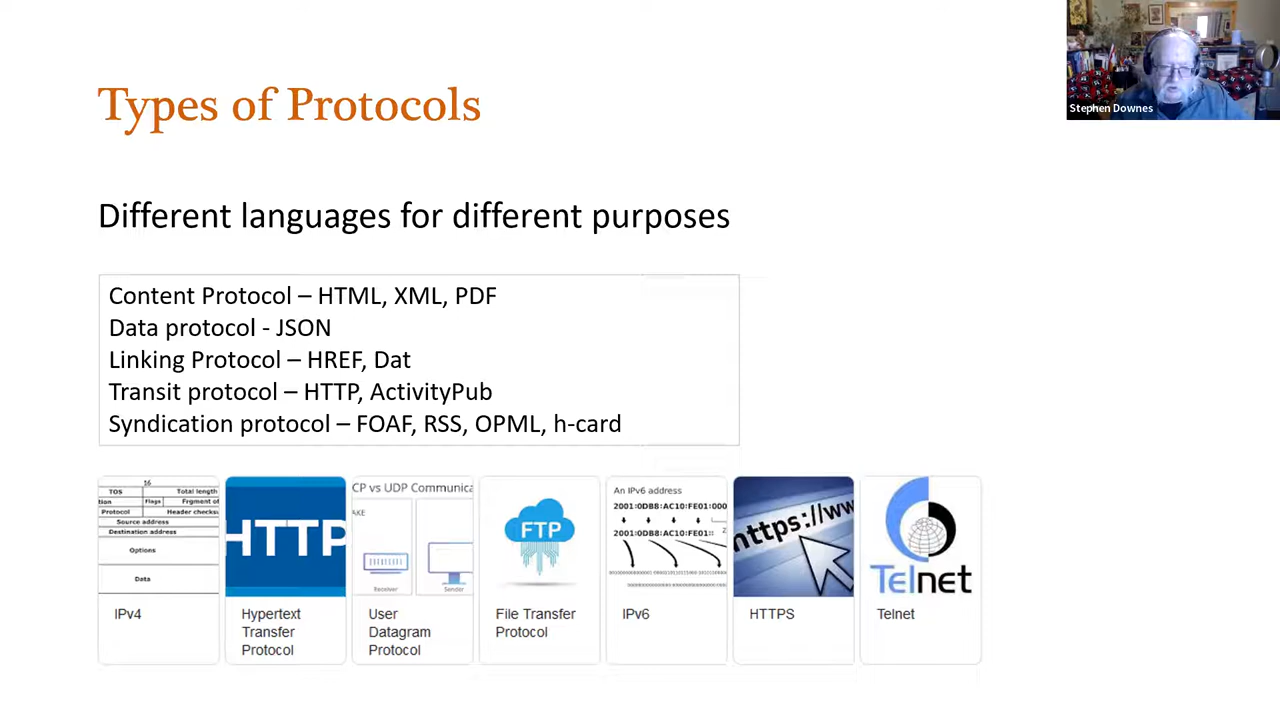 Stephen Downes
Types of Protocols
Different languages for different purposes
Content Protocol – HTML, XML, PDF
Data protocol - JSON
Linking Protocol – HREF, Dat
Transit protocol – HTTP, ActivityPub
Syndication protocol – FOAF, RSS, OPML, h-card
16
TOS Total length
tion Flags Frgment of
Protocol Header checksu
Source address
Destination address
Options
Data
IPv4
HTTP
Hypertext
Transfer
Protocol
CP vs UDP Communica
AKE
Receiver Sender
User
Datagram
Protocol
FTP
File Transfer
Protocol
An IPv6 address
2001:0DB8:AC10:FE01:000
2001:0DB8:AC10:FE01::
IPv6
https://ww
HTTPS
Telnet
Telnet